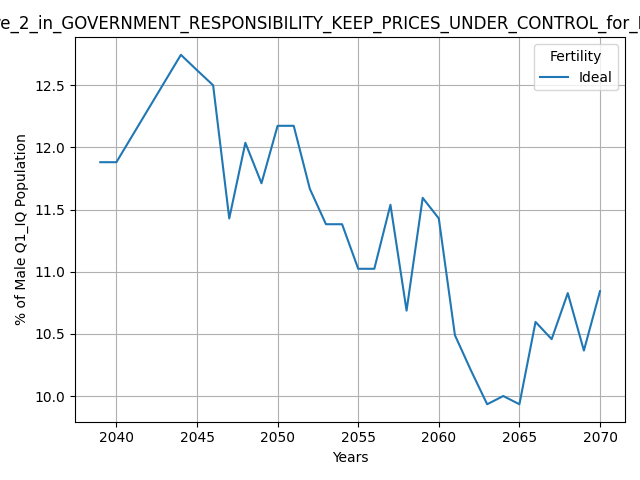 re_2_in_GOVERNMENT_RESPONSIBILITY_KEEP_PRICES_UNDER_CONTROL_for_
Fertility
Ideal
% of Male Q1_IQ Population
12.5
12.0
11.5
11.0
10.5
10.0
2040 2045 2050 2055 2060 2065 2070
Years